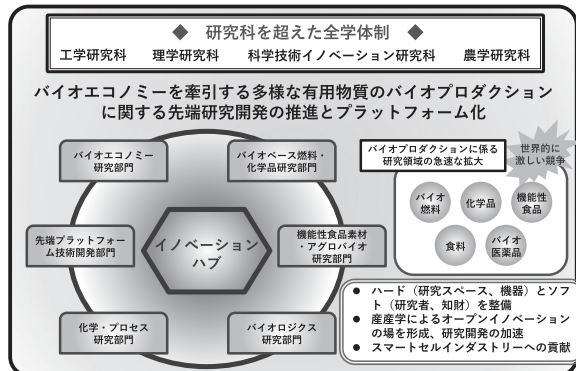 ◆ 研究科を超えた全学体制 ◆
工学研究科 理学研究科 科学技術イノベーション研究科 農学研究科
バイオエコノミーを牽引する多様な有用物質のバイオプロダクション
に関する先端研究開発の推進とプラットフォーム化
バイオエコノミー
研究部門
バイオベース燃料・
化学品研究部門
先端プラットフォー
ム技術開発部門
イノベーション
ハブ
機能性食品素材
・アグロバイオ
研究部門
化学・プロセス
研究部門
バイオロジクス
研究部門
バイオプロダクションに係る
研究領域の急速な拡大
世界的に
激しい競争
バイオ
燃料
化学品
機能性
食品
食料
バイオ
医薬品
● ハード（研究スペース、機器）とソフ
ト（研究者、知財）を整備
● 産産学によるオープンイノベーション
の場を形成、研究開発の加速
● スマートセルインダストリーへの貢献